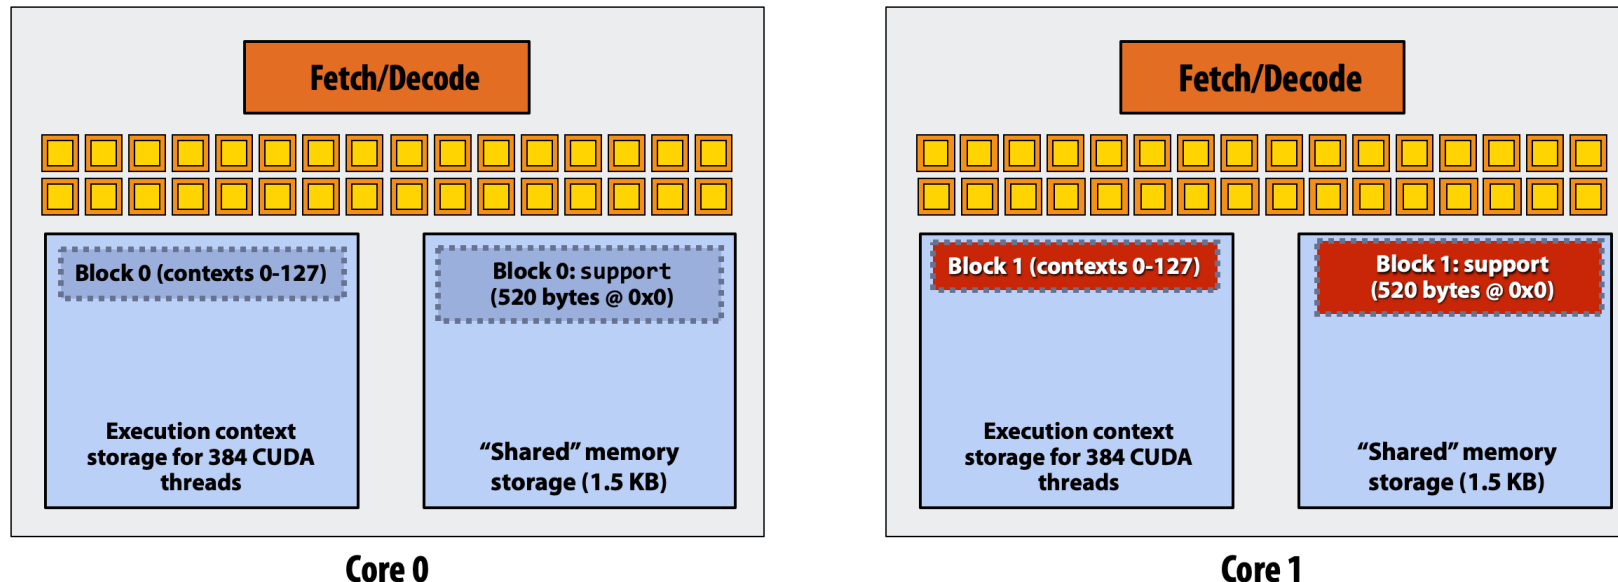 Fetch/Decode
Block 0 (contexts 0-127)
Block 0: support
(520 bytes @ 0x0)
Execution context
storage for 384 CUDA
threads
“Shared” memory
storage (1.5 KB)
Core 0
Fetch/Decode
Block 1 (contexts 0-127)
Block 1: support
(520 bytes @ 0x0)
Execution context
storage for 384 CUDA
threads
“Shared” memory
storage (1.5 KB)
Core 1